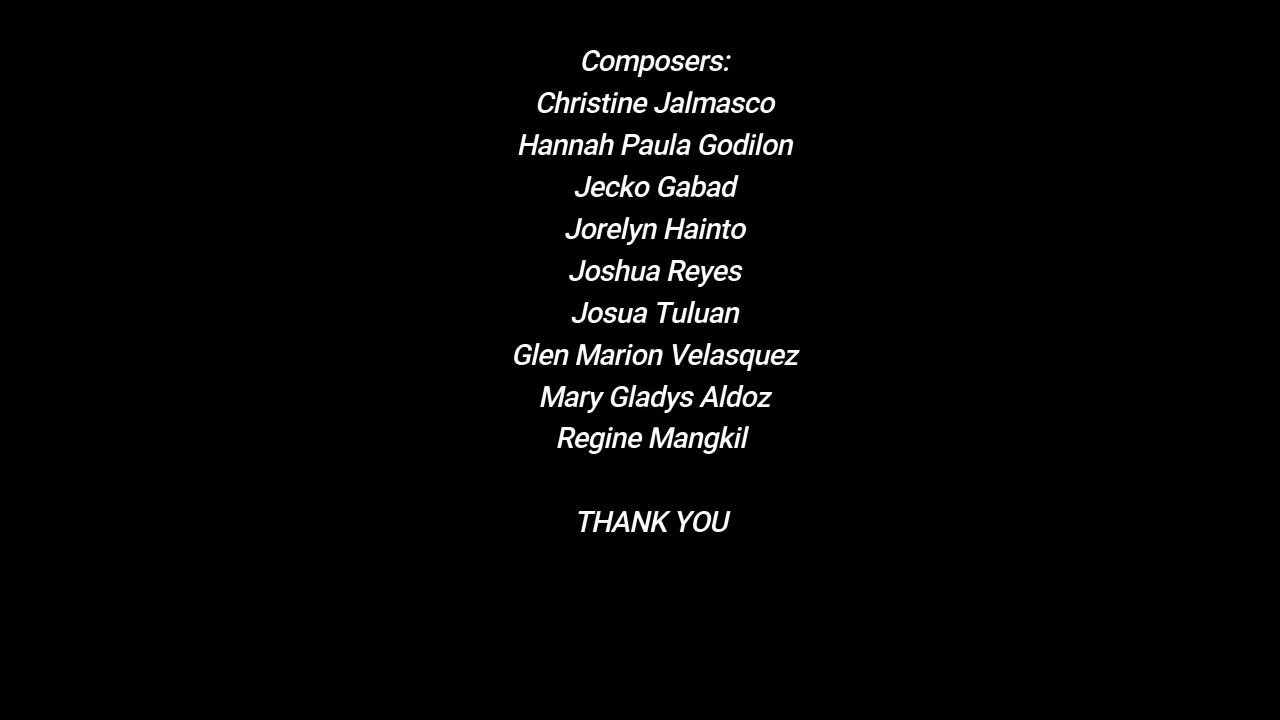 Composers:
Christine Jalmasco
Hannah Paula Godilon
Jecko Gabad
Jorelyn Hainto
Joshua Reyes
Josua Tuluan
Glen Marion Velasquez
Mary Gladys Aldoz
Regine Mangkil
THANK YOU